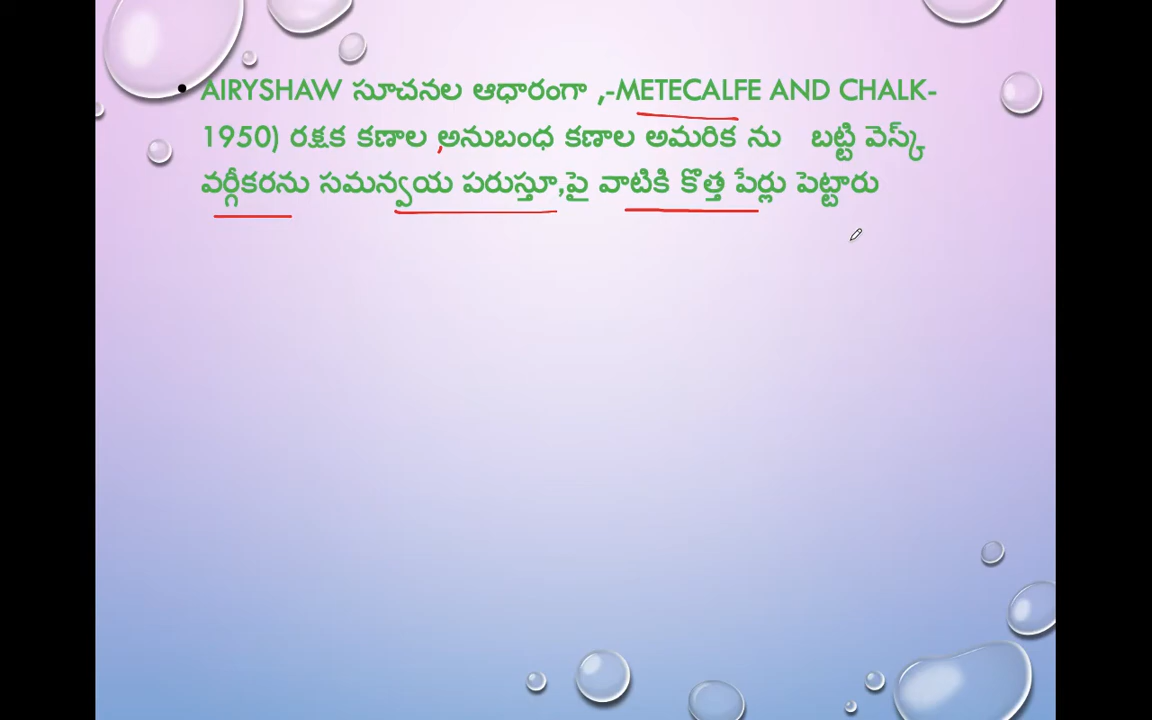 • AIRYSHAW సూచనల ఆధారంగా ,-METECALFE AND CHALK-
1950) రక్షక కణాల ,అనుబంధ కణాల అమరిక ను బట్టి వెస్క్
వర్గీకరను సమన్వయ పరుస్తూ,పై వాటికి కొత్త పేర్లు పెట్టారు